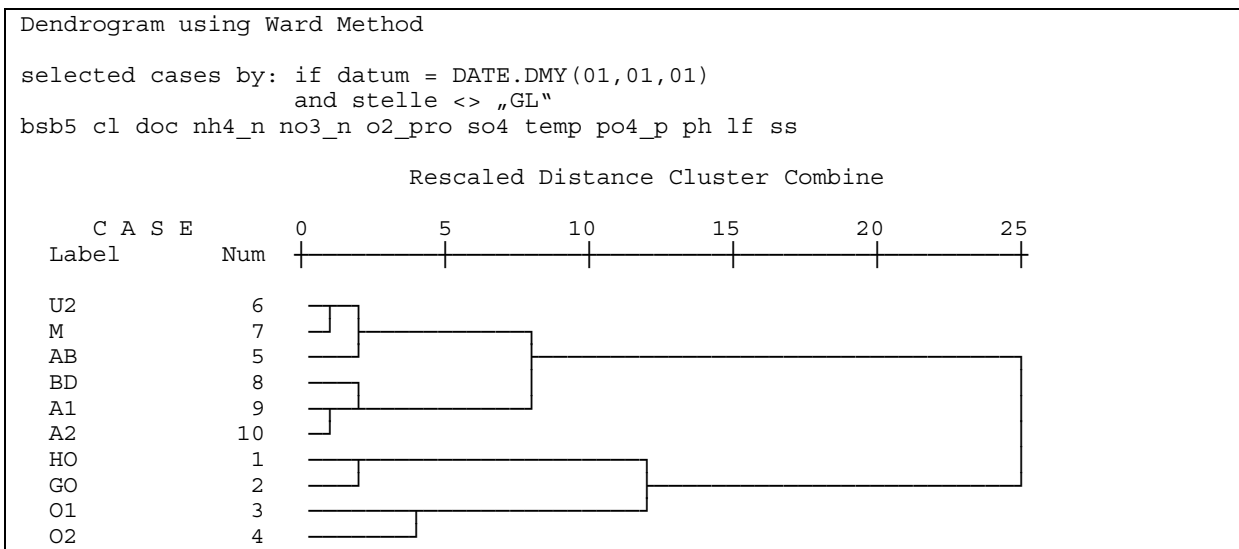 Dendrogram using Ward Method
selected cases by: if datum = DATE.DMY(01,01,01)
and stelle <> „GL“
bsb5 cl doc nh4_n no3_n o2_pro so4 temp po4_p ph lf ss
Rescaled Distance Cluster Combine
C A S E 0 5 10 15 20 25
Label Num
U2 6
M 7
AB 5
BD 8
A1 9
A2 10
HO 1
GO 2
O1 3
O2 4